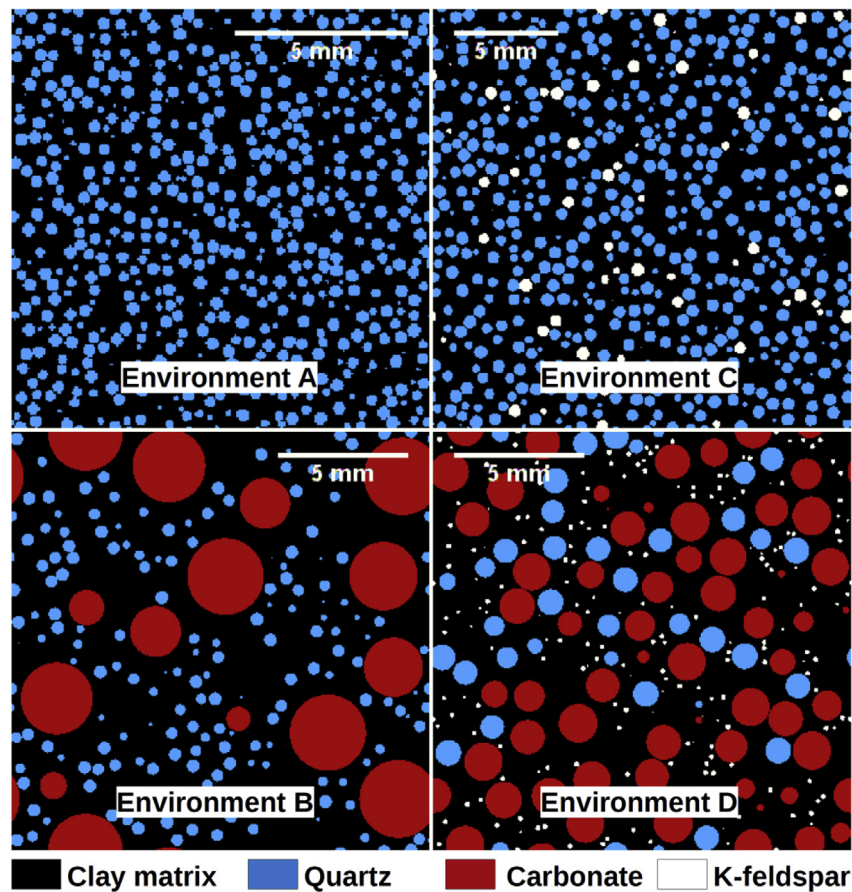 5 mm
5 mm
Environment A
Environment C
5 mm
5 mm
Environment B
Environment D
Clay matrix
Quartz
Carbonate
K-feldspar